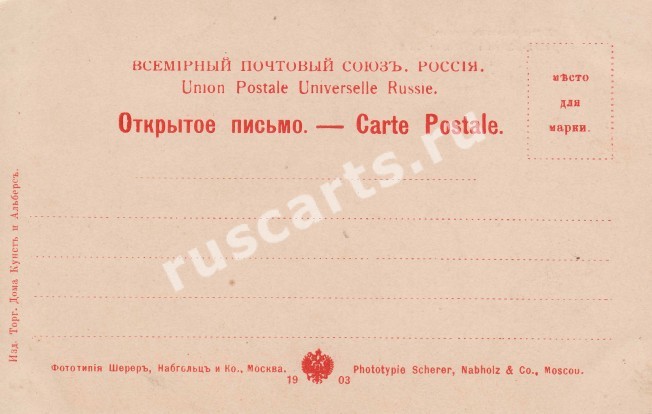 ВСЕМІРНЫЙ ПОЧТОВЫЙ СОЮЗЪ. РОССІЯ.
Union Postale Universelle Russie.
Открытое письмо. — Carte Postale.
мѣсто
для
марки.
Изд. Торг. Дома Кунстъ и Альберсъ.
Фототипія Шереръ, Набгольцъ и Ко., Москва.
19 03
Phototypie Scherer, Nabholz & Co., Moscou.
ruscarts.ru